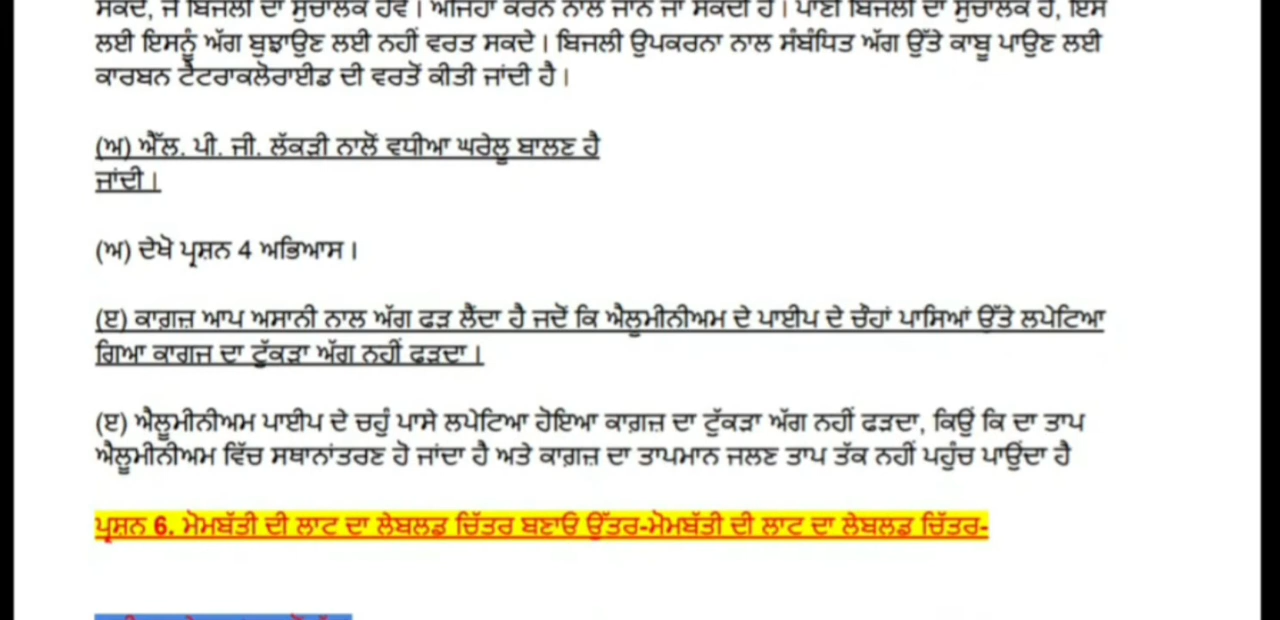 ਸਕਦੇ, ਜੋ ਬਿਜਲੀ ਦਾ ਸੁਚਾਲਕ ਹੋਵੇ। ਅਜਿਹਾ ਕਰਨ ਨਾਲ ਜਾਨ ਜਾ ਸਕਦੀ ਹੈ। ਪਾਣੀ ਬਿਜਲੀ ਦਾ ਸੁਚਾਲਕ ਹੈ, ਇਸ
ਲਈ ਇਸਨੂੰ ਅੱਗ ਬੁਝਾਉਣ ਲਈ ਨਹੀਂ ਵਰਤ ਸਕਦੇ। ਬਿਜਲੀ ਉਪਕਰਨਾ ਨਾਲ ਸੰਬੰਧਿਤ ਅੱਗ ਉੱਤੇ ਕਾਬੂ ਪਾਉਣ ਲਈ
ਕਾਰਬਨ ਟੈਟਰਾਕਲੋਰਾਈਡ ਦੀ ਵਰਤੋਂ ਕੀਤੀ ਜਾਂਦੀ ਹੈ।
(ਅ) ਐੱਲ. ਪੀ. ਜੀ. ਲੱਕੜੀ ਨਾਲੋਂ ਵਧੀਆ ਘਰੇਲੂ ਬਾਲਣ ਹੈ
ਜਾਂਦੀ।
(ਅ) ਦੇਖੋ ਪ੍ਰਸ਼ਨ 4 ਅਭਿਆਸ।
(ੲ) ਕਾਗ਼ਜ਼ ਆਪ ਅਸਾਨੀ ਨਾਲ ਅੱਗ ਫੜ ਲੈਂਦਾ ਹੈ ਜਦੋਂ ਕਿ ਐਲੂਮੀਨੀਅਮ ਦੇ ਪਾਈਪ ਦੇ ਚੌਹਾਂ ਪਾਸਿਆਂ ਉੱਤੇ ਲਪੇਟਿਆ
ਗਿਆ ਕਾਗਜ ਦਾ ਟੁੱਕੜਾ ਅੱਗ ਨਹੀਂ ਫੜਦਾ।
(ੲ) ਐਲੂਮੀਨੀਅਮ ਪਾਈਪ ਦੇ ਚਹੁੰ ਪਾਸੇ ਲਪੇਟਿਆ ਹੋਇਆ ਕਾਗਜ਼ ਦਾ ਟੁੱਕੜਾ ਅੱਗ ਨਹੀਂ ਫੜਦਾ, ਕਿਉਂ ਕਿ ਦਾ ਤਾਪ
ਐਲੂਮੀਨੀਅਮ ਵਿੱਚ ਸਥਾਨਾਂਤਰਣ ਹੋ ਜਾਂਦਾ ਹੈ ਅਤੇ ਕਾਗ਼ਜ਼ ਦਾ ਤਾਪਮਾਨ ਜਲਣ ਤਾਪ ਤੱਕ ਨਹੀਂ ਪਹੁੰਚ ਪਾਉਂਦਾ ਹੈ
ਪ੍ਰਸ਼ਨ 6. ਮੋਮਬੱਤੀ ਦੀ ਲਾਟ ਦਾ ਲੇਬਲਡ ਚਿੱਤਰ ਬਣਾਓ ਉੱਤਰ-ਮੋਮਬੱਤੀ ਦੀ ਲਾਟ ਦਾ ਲੇਬਲਡ ਚਿੱਤਰ-